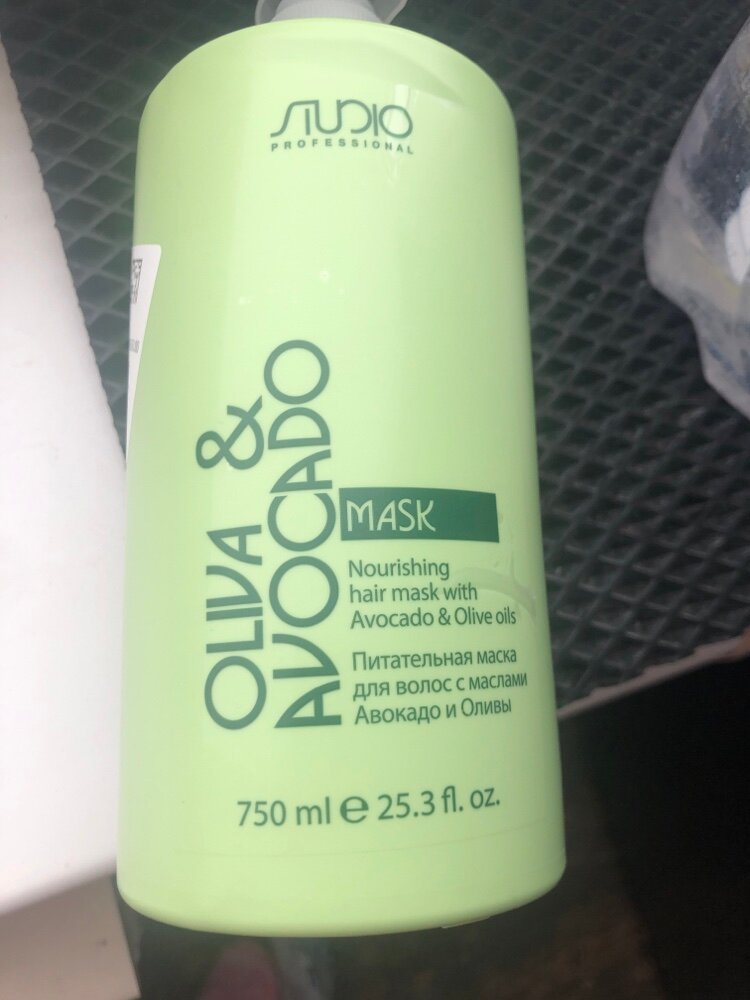 STUDIO
PROFESSIONAL
OLIVA &
AVOCADO
MASK
Nourishing
hair mask with
Avocado & Olive oils
Питательная маска
для волос с маслами
Авокадо и Оливы
750 ml e 25.3 fl. oz.